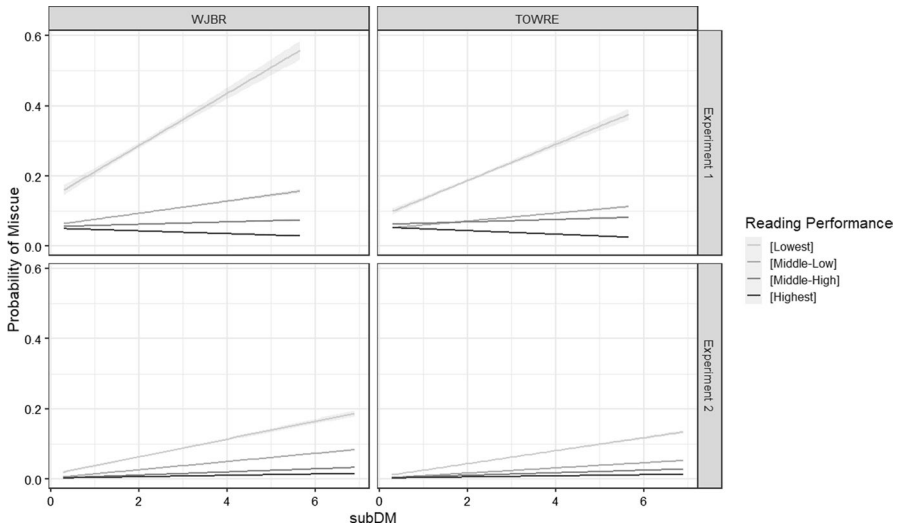 WJBR
TOWRE
0.6
0.4
0.2
0.0
Experiment 1
0.6
0.4
0.2
0.0
Experiment 2
Probability of Miscue
0
2
4
6
0
2
4
6
subDM
Reading Performance
[Lowest]
[Middle-Low]
[Middle-High]
[Highest]